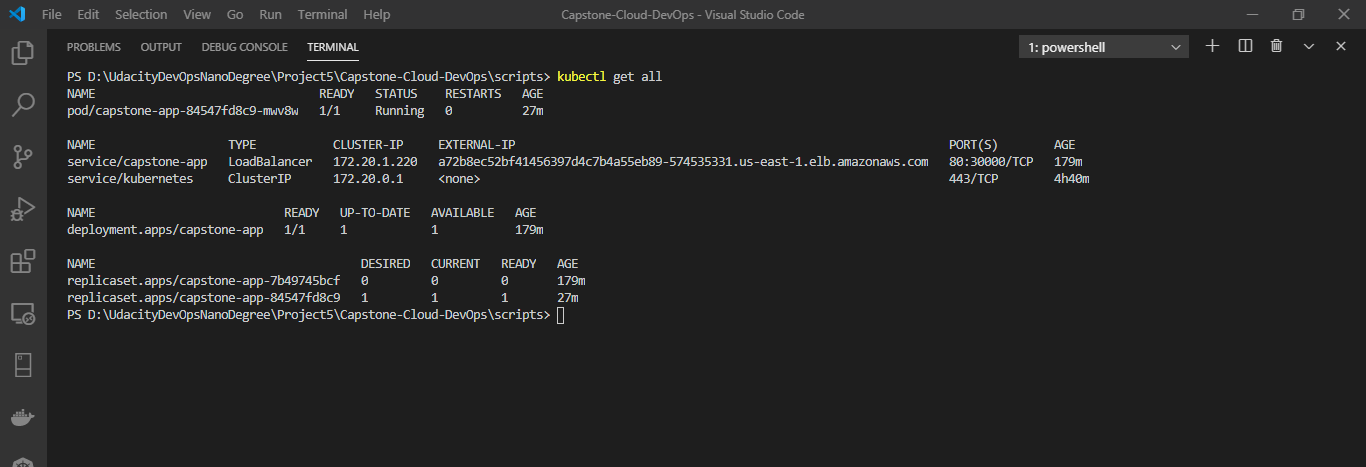 File Edit Selection View Go Run Terminal Help Capstone-Cloud-DevOps - Visual Studio Code
PROBLEMS OUTPUT DEBUG CONSOLE TERMINAL 1: powershell
PS D:\UdacityDevOpsNanoDegree\Project5\Capstone-Cloud-DevOps\scripts> kubectl get all
NAME READY STATUS RESTARTS AGE
pod/capstone-app-84547fd8c9-mwv8w 1/1 Running 0 27m
NAME TYPE CLUSTER-IP EXTERNAL-IP PORT(S) AGE
service/capstone-app LoadBalancer 172.20.1.220 a72b8ec52bf41456397d4c7b4a55eb89-574535331.us-east-1.elb.amazonaws.com 80:30000/TCP 179m
service/kubernetes ClusterIP 172.20.0.1 <none> 443/TCP 4h40m
NAME READY UP-TO-DATE AVAILABLE AGE
deployment.apps/capstone-app 1/1 1 1 179m
NAME DESIRED CURRENT READY AGE
replicaset.apps/capstone-app-7b49745bcf 0 0 0 179m
replicaset.apps/capstone-app-84547fd8c9 1 1 1 27m
PS D:\UdacityDevOpsNanoDegree\Project5\Capstone-Cloud-DevOps\scripts>